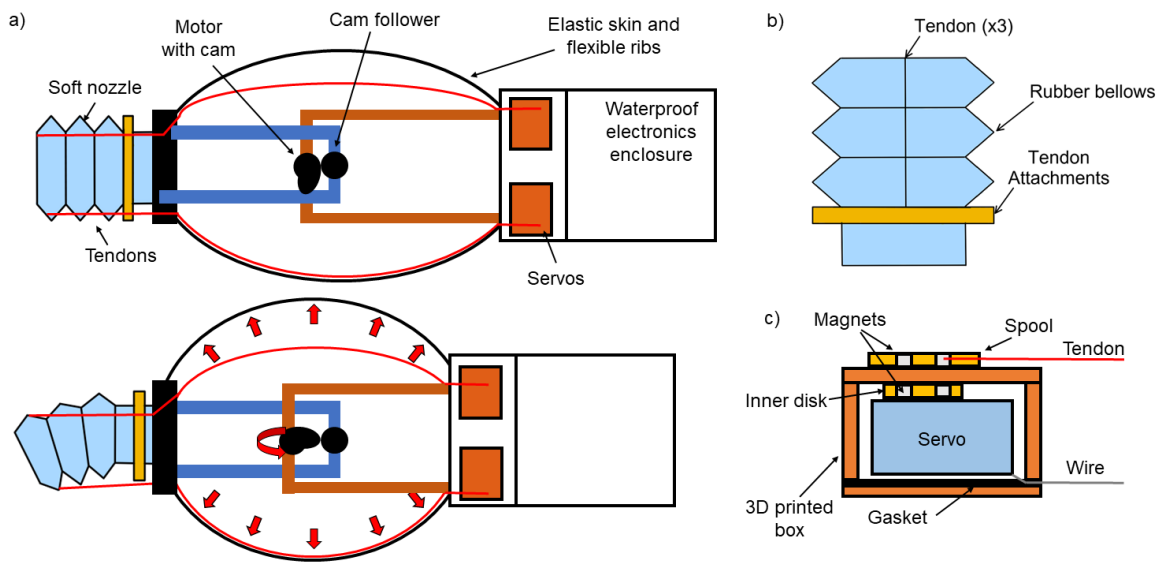 a)
Motor
with cam
Cam follower
Elastic skin and
flexible ribs
Soft nozzle
Waterproof
electronics
enclosure
Tendons
Servos
b)
Tendon (x3)
Rubber bellows
Tendon
Attachments
c)
Magnets
Spool
Tendon
Inner disk
Servo
Wire
3D printed
box
Gasket